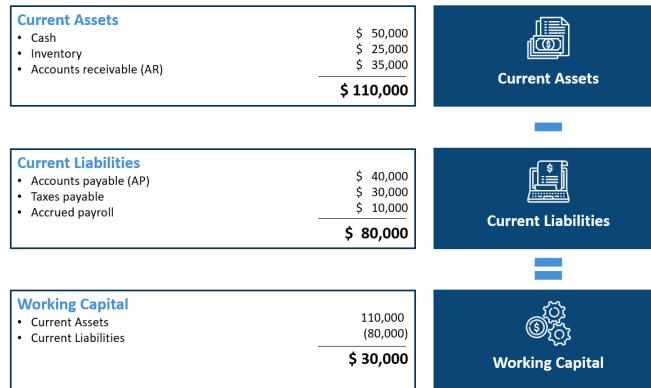 Current Assets
• Cash $ 50,000
• Inventory $ 25,000
• Accounts receivable (AR) $ 35,000
$ 110,000
Current Assets
Current Liabilities
• Accounts payable (AP) $ 40,000
• Taxes payable $ 30,000
• Accrued payroll $ 10,000
$ 80,000
Current Liabilities
Working Capital
• Current Assets 110,000
• Current Liabilities (80,000)
$ 30,000
Working Capital